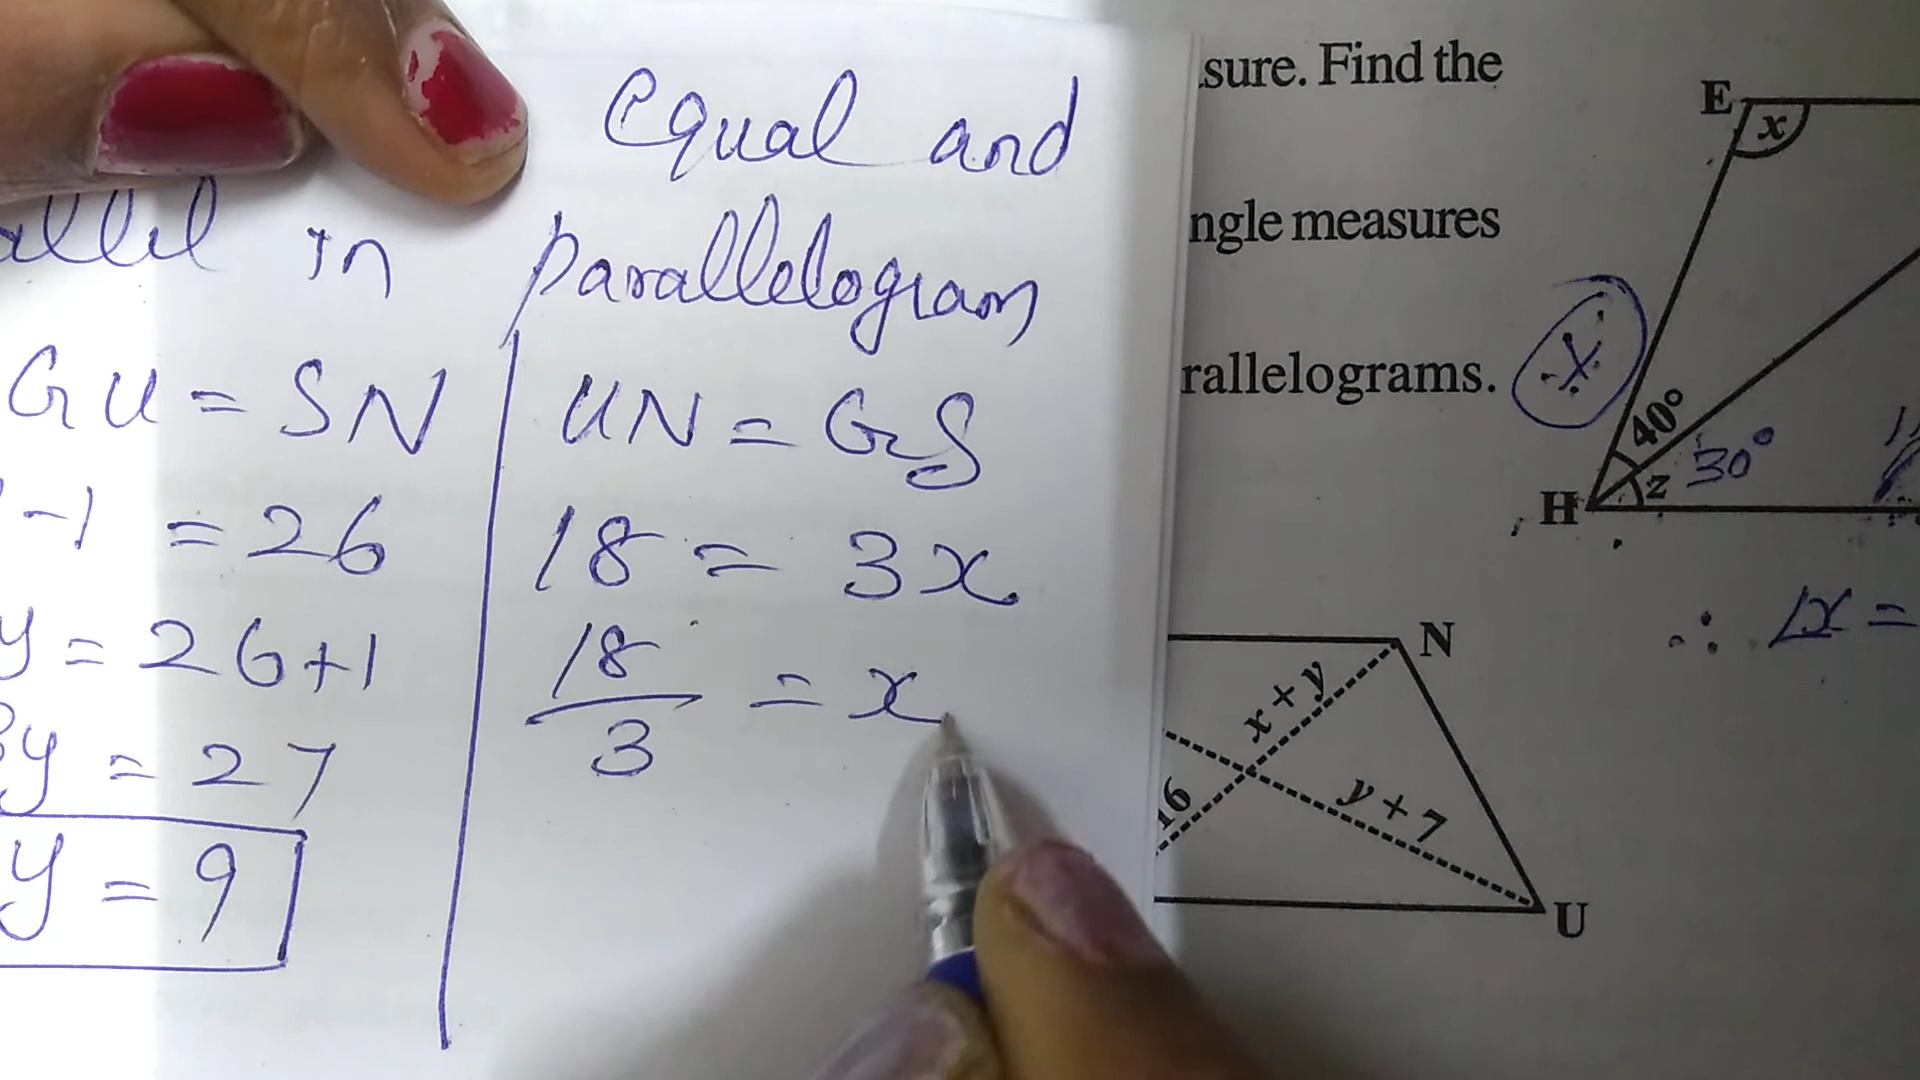 equal and
in parallelogram
GU = SN
-1 = 26
y = 26+1
3y = 27
y = 9
UN = GS
18 = 3x
18/3 = x
sure. Find the
ngle measures
rallelograms.
E
x
40°
30°
H
z
∴ ∠x =
N
x + y
16
y + 7
U